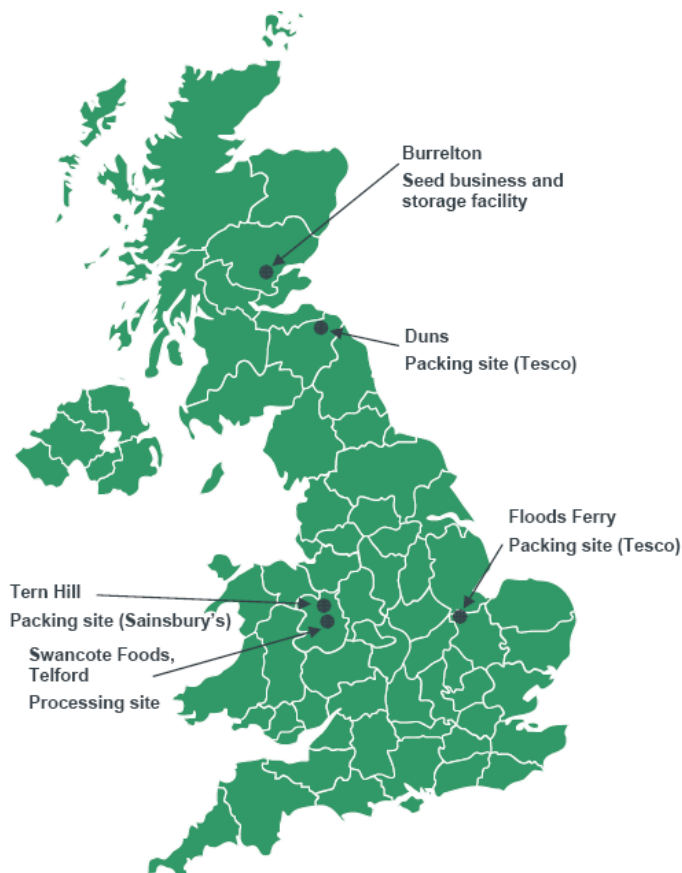 Burrelton
Seed business and
storage facility
Duns
Packing site (Tesco)
Floods Ferry
Packing site (Tesco)
Tern Hill
Packing site (Sainsbury's)
Swancote Foods,
Telford
Processing site